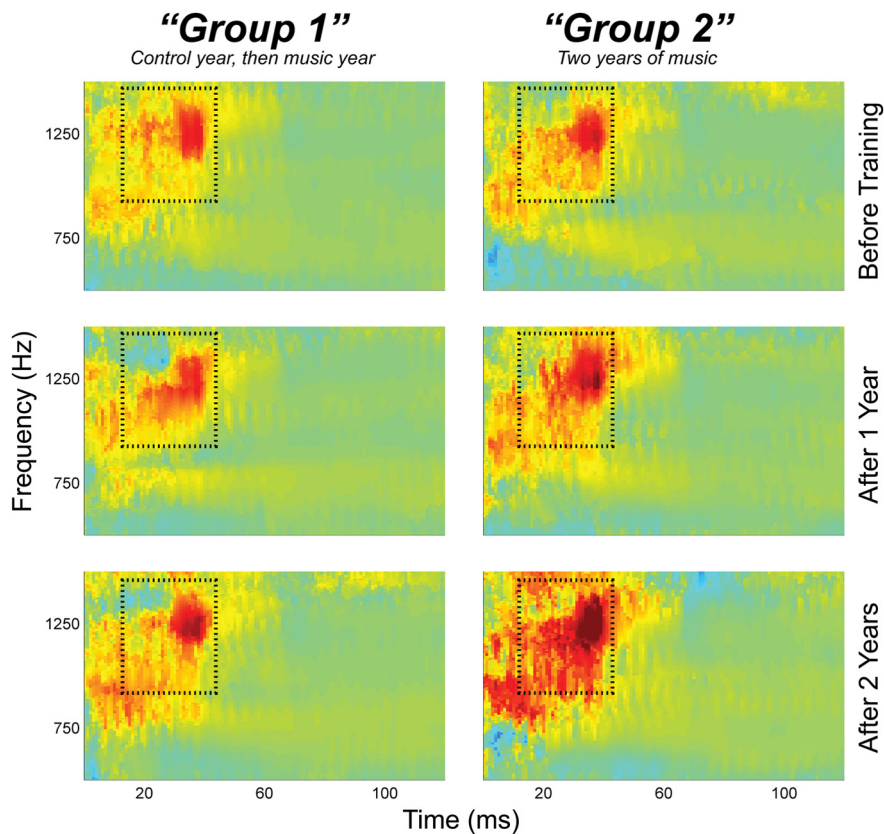 “Group 1”
Control year, then music year
“Group 2”
Two years of music
1250
750
Before Training
Frequency (Hz)
1250
750
After 1 Year
1250
750
After 2 Years
20 60 100
20 60 100
Time (ms)